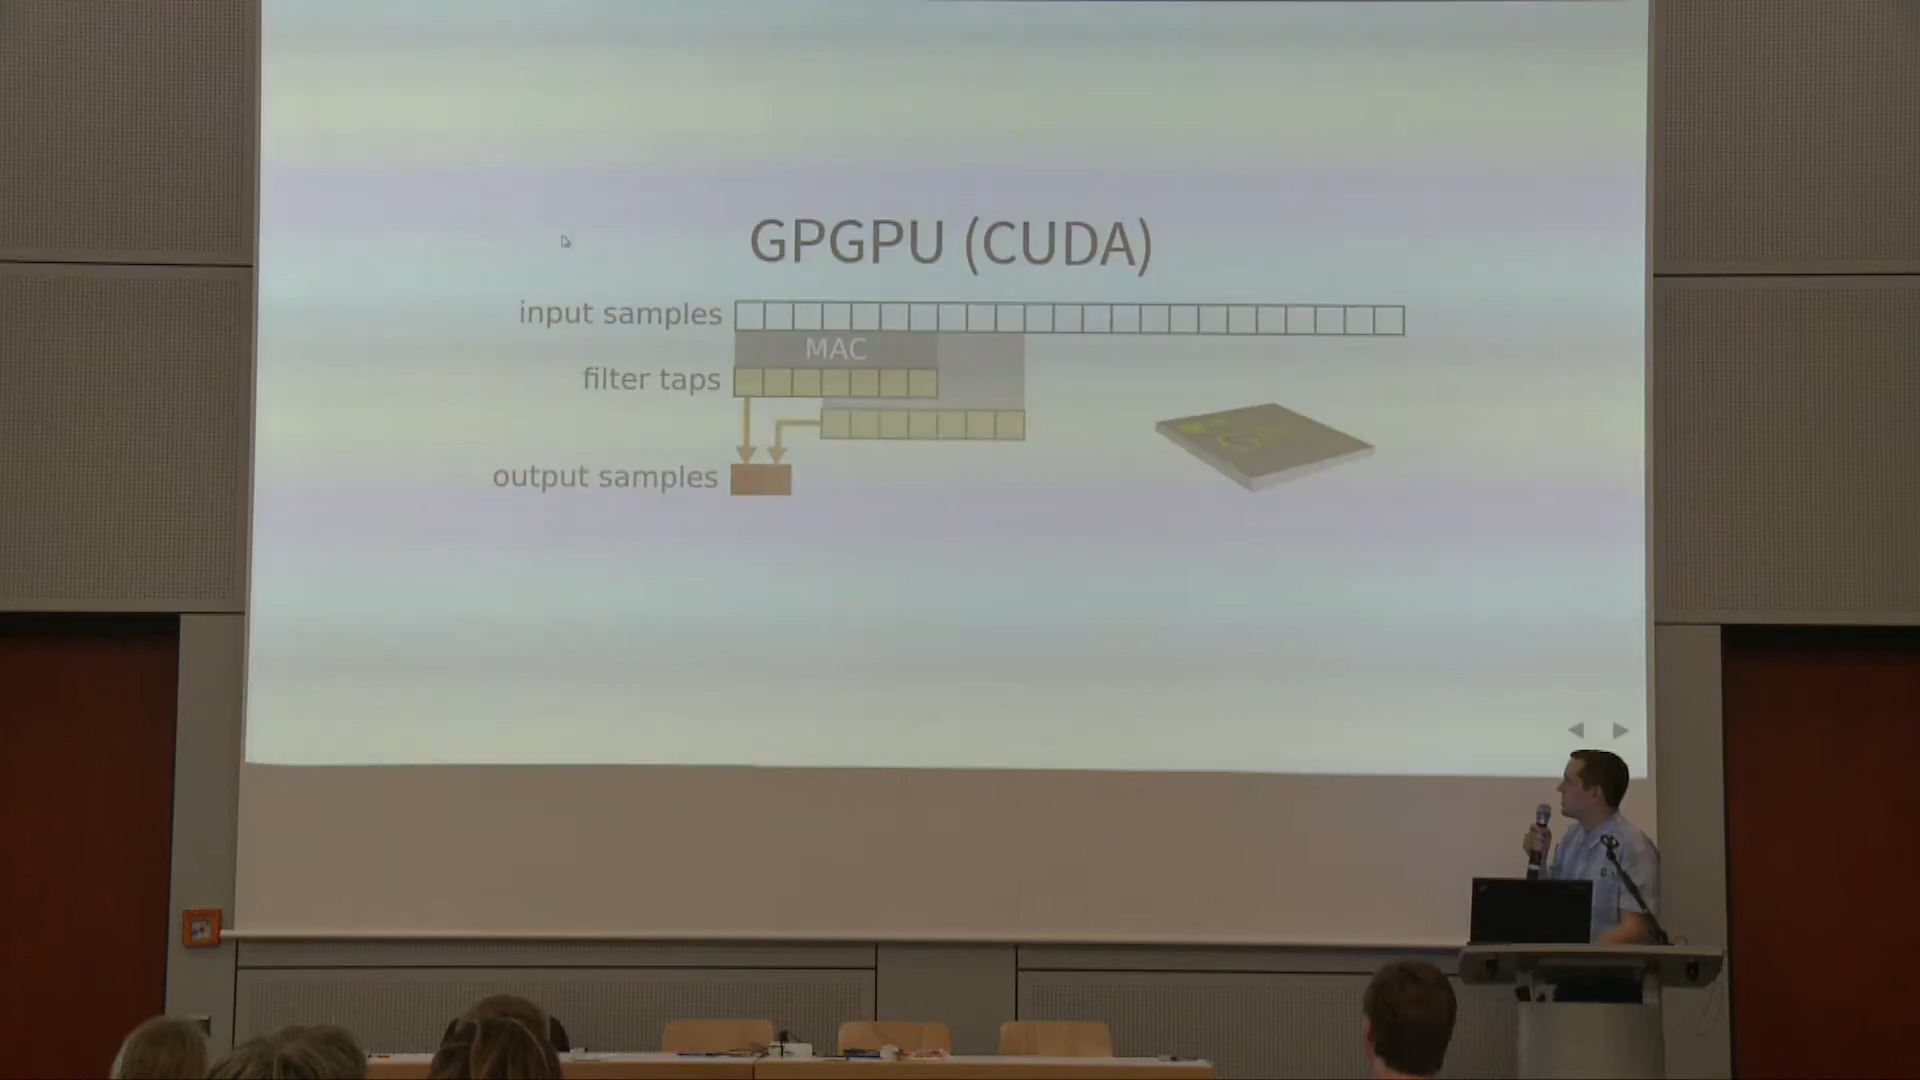 GPGPU (CUDA)
input samples
MAC
filter taps
output samples